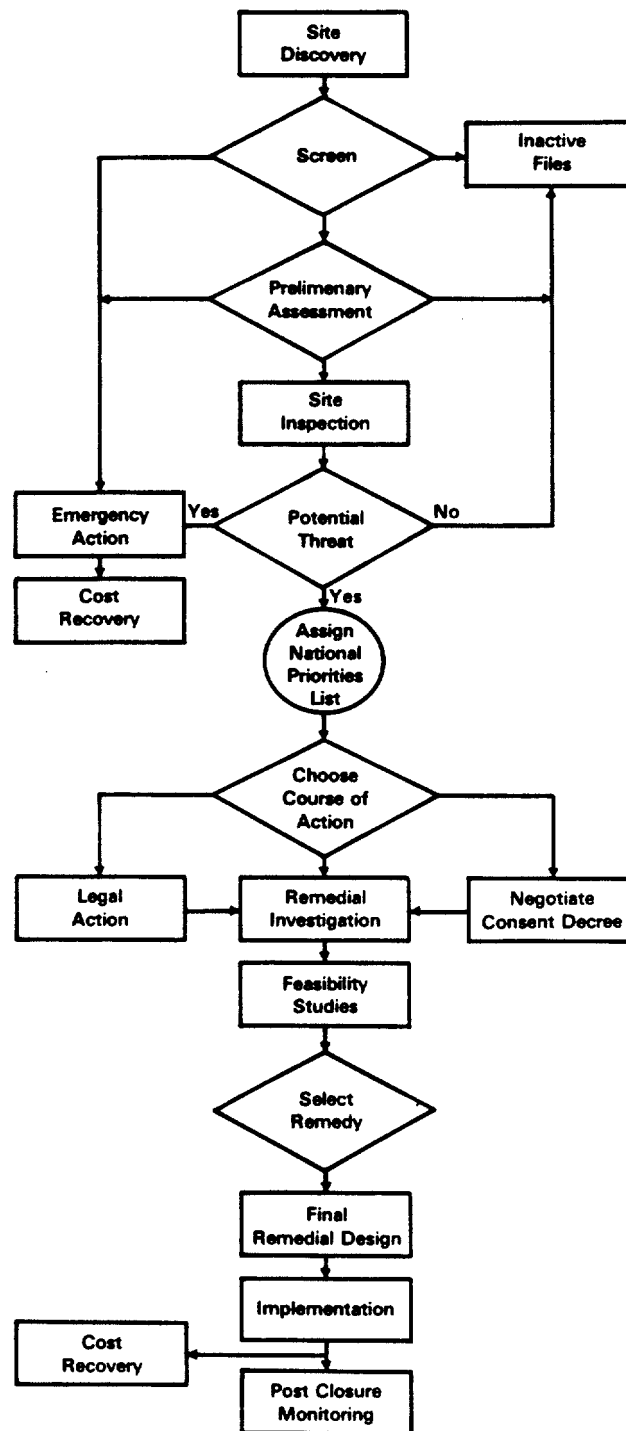 Site
Discovery
Screen
Inactive
Files
Prelimenary
Assessment
Site
Inspection
Emergency
Action
Yes
Potential
Threat
No
Cost
Recovery
Yes
Assign
National
Priorities
List
Choose
Course of
Action
Legal
Action
Remedial
Investigation
Negotiate
Consent Decree
Feasibility
Studies
Select
Remedy
Final
Remedial Design
Implementation
Cost
Recovery
Post Closure
Monitoring